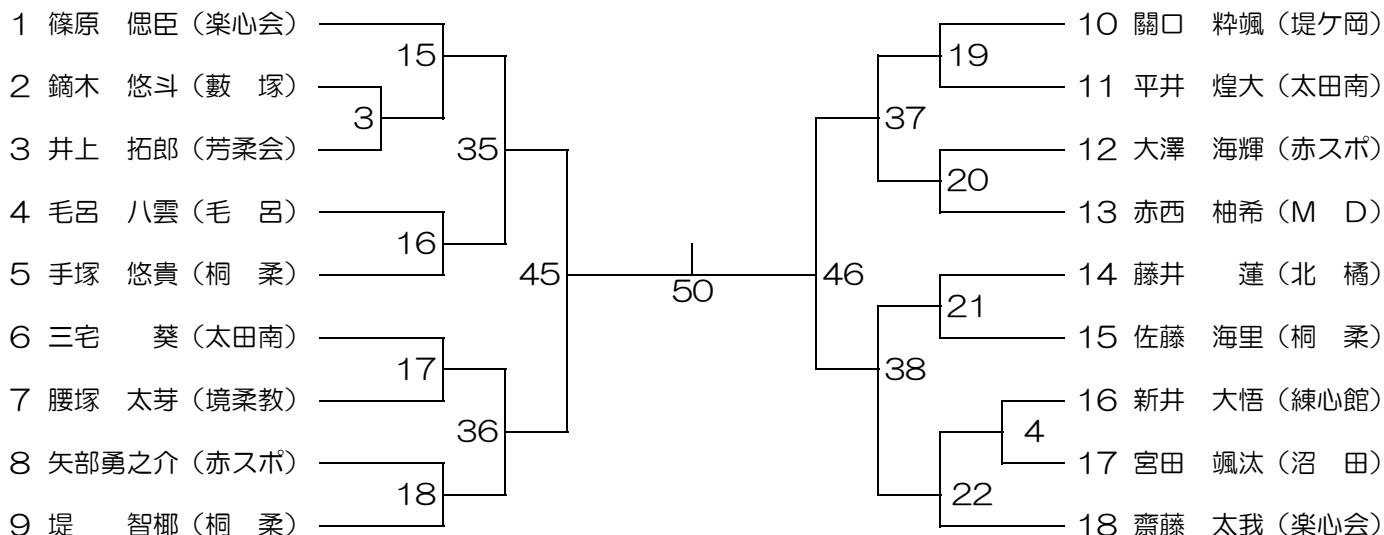 1 篠原　偲臣（楽心会）
15
2 鏑木　悠斗（藪　塚）
3
3 井上　拓郎（芳柔会）
35
4 毛呂　八雲（毛　呂）
16
5 手塚　悠貴（桐　柔）
45
6 三宅　　葵（太田南）
17
7 腰塚　太芽（境柔教）
36
8 矢部勇之介（赤スポ）
18
9 堤　　智梛（桐　柔）
50
10 關口　粋颯（堤ケ岡）
19
11 平井　煌大（太田南）
37
12 大澤　海輝（赤スポ）
20
13 赤西　柚希（M　D）
46
14 藤井　　蓮（北　橘）
21
15 佐藤　海里（桐　柔）
38
16 新井　大悟（練心館）
4
17 宮田　颯汰（沼　田）
22
18 齋藤　太我（楽心会）